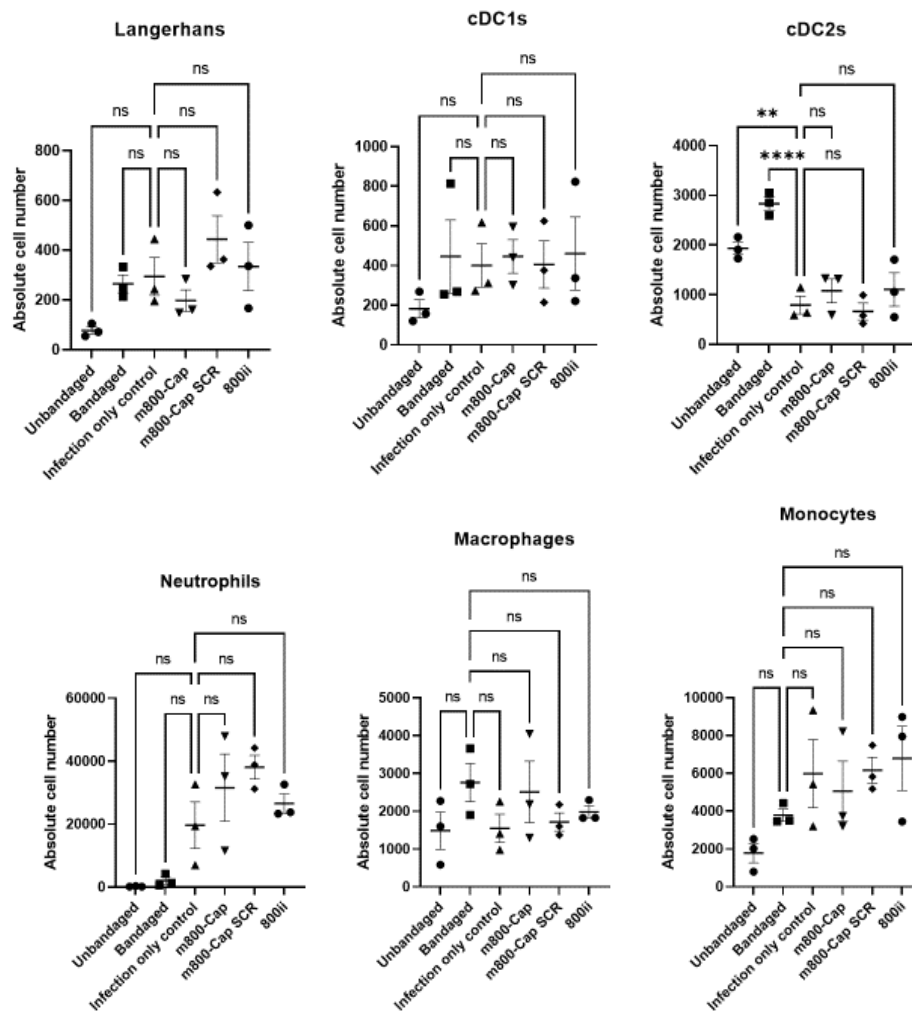 Langerhans
ns
ns
ns
ns
ns
Absolute cell number
800
600
400
200
0
Unbandaged
Bandaged
Infection only control
m800-Cap
m800-Cap SCR
800ii
cDC1s
ns
ns
ns
ns
ns
Absolute cell number
1000
800
600
400
200
0
Unbandaged
Bandaged
Infection only control
m800-Cap
m800-Cap SCR
800ii
cDC2s
ns
**
ns
****
ns
Absolute cell number
4000
3000
2000
1000
0
Unbandaged
Bandaged
Infection only control
m800-Cap
m800-Cap SCR
800ii
Neutrophils
ns
ns
ns
ns
ns
Absolute cell number
60000
40000
20000
0
Unbandaged
Bandaged
Infection only control
m800-Cap
m800-Cap SCR
800ii
Macrophages
ns
ns
ns
ns
ns
Absolute cell number
5000
4000
3000
2000
1000
0
Unbandaged
Bandaged
Infection only control
m800-Cap
m800-Cap SCR
800ii
Monocytes
ns
ns
ns
ns
ns
Absolute cell number
10000
8000
6000
4000
2000
0
Unbandaged
Bandaged
Infection only control
m800-Cap
m800-Cap SCR
800ii